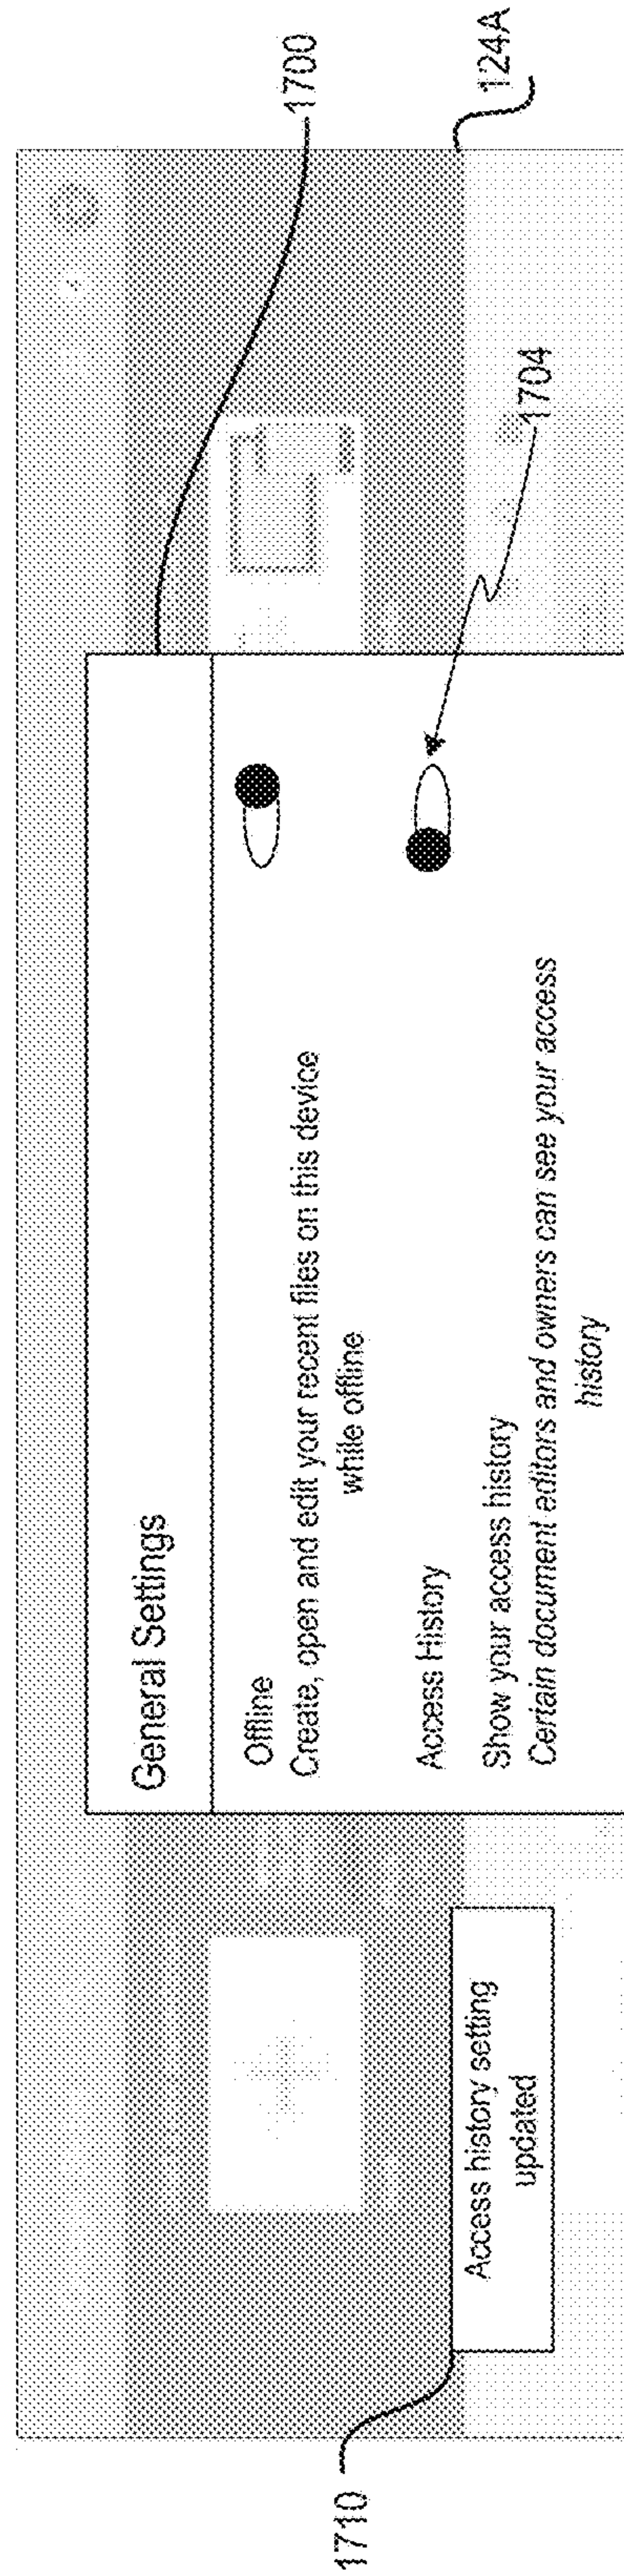 1700
124A
General Settings
Offline
Create, open and edit your recent files on this device
while offline
1704
Access History
Show your access history
Certain document editors and owners can see your access
history
1710
Access history setting
updated